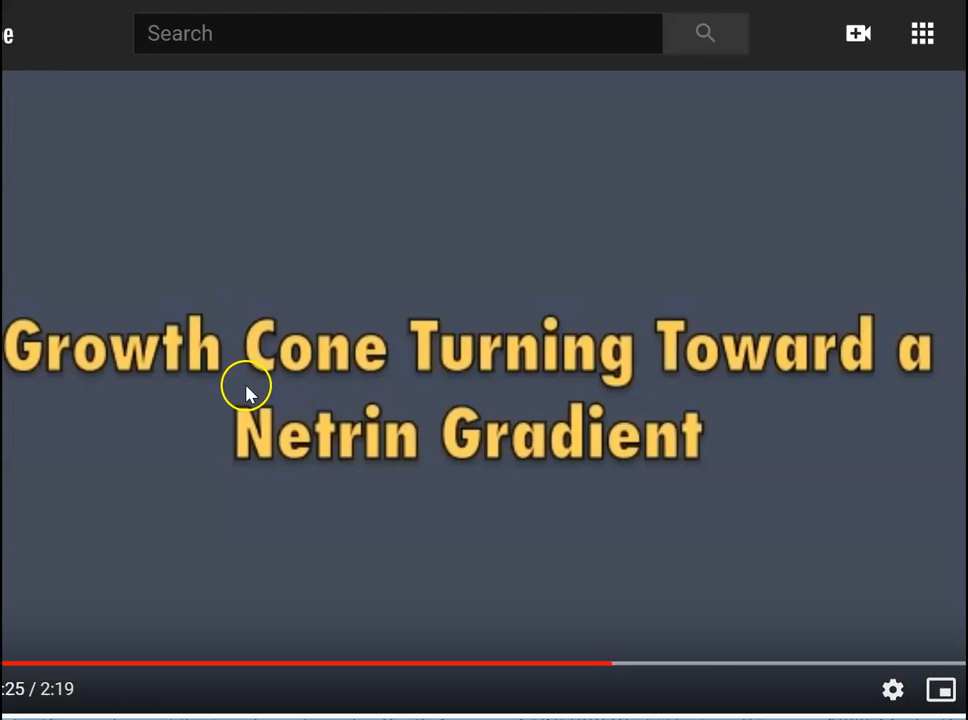 e
Search
Growth Cone Turning Toward a
Netrin Gradient
:25 / 2:19